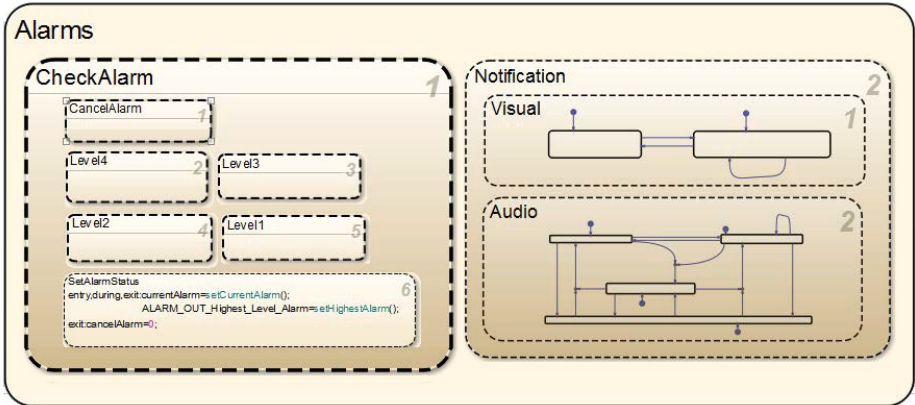 Alarms
CheckAlarm
1
CancelAlarm
1
Level4
2
Level3
3
Level2
4
Level1
5
SetAlarmStatus
6
entry,during,exit:currentAlarm=setCurrentAlarm();
ALARM_OUT_Highest_Level_Alarm=setHighestAlarm();
exit:cancelAlarm=0;
Notification
2
Visual
1
Audio
2